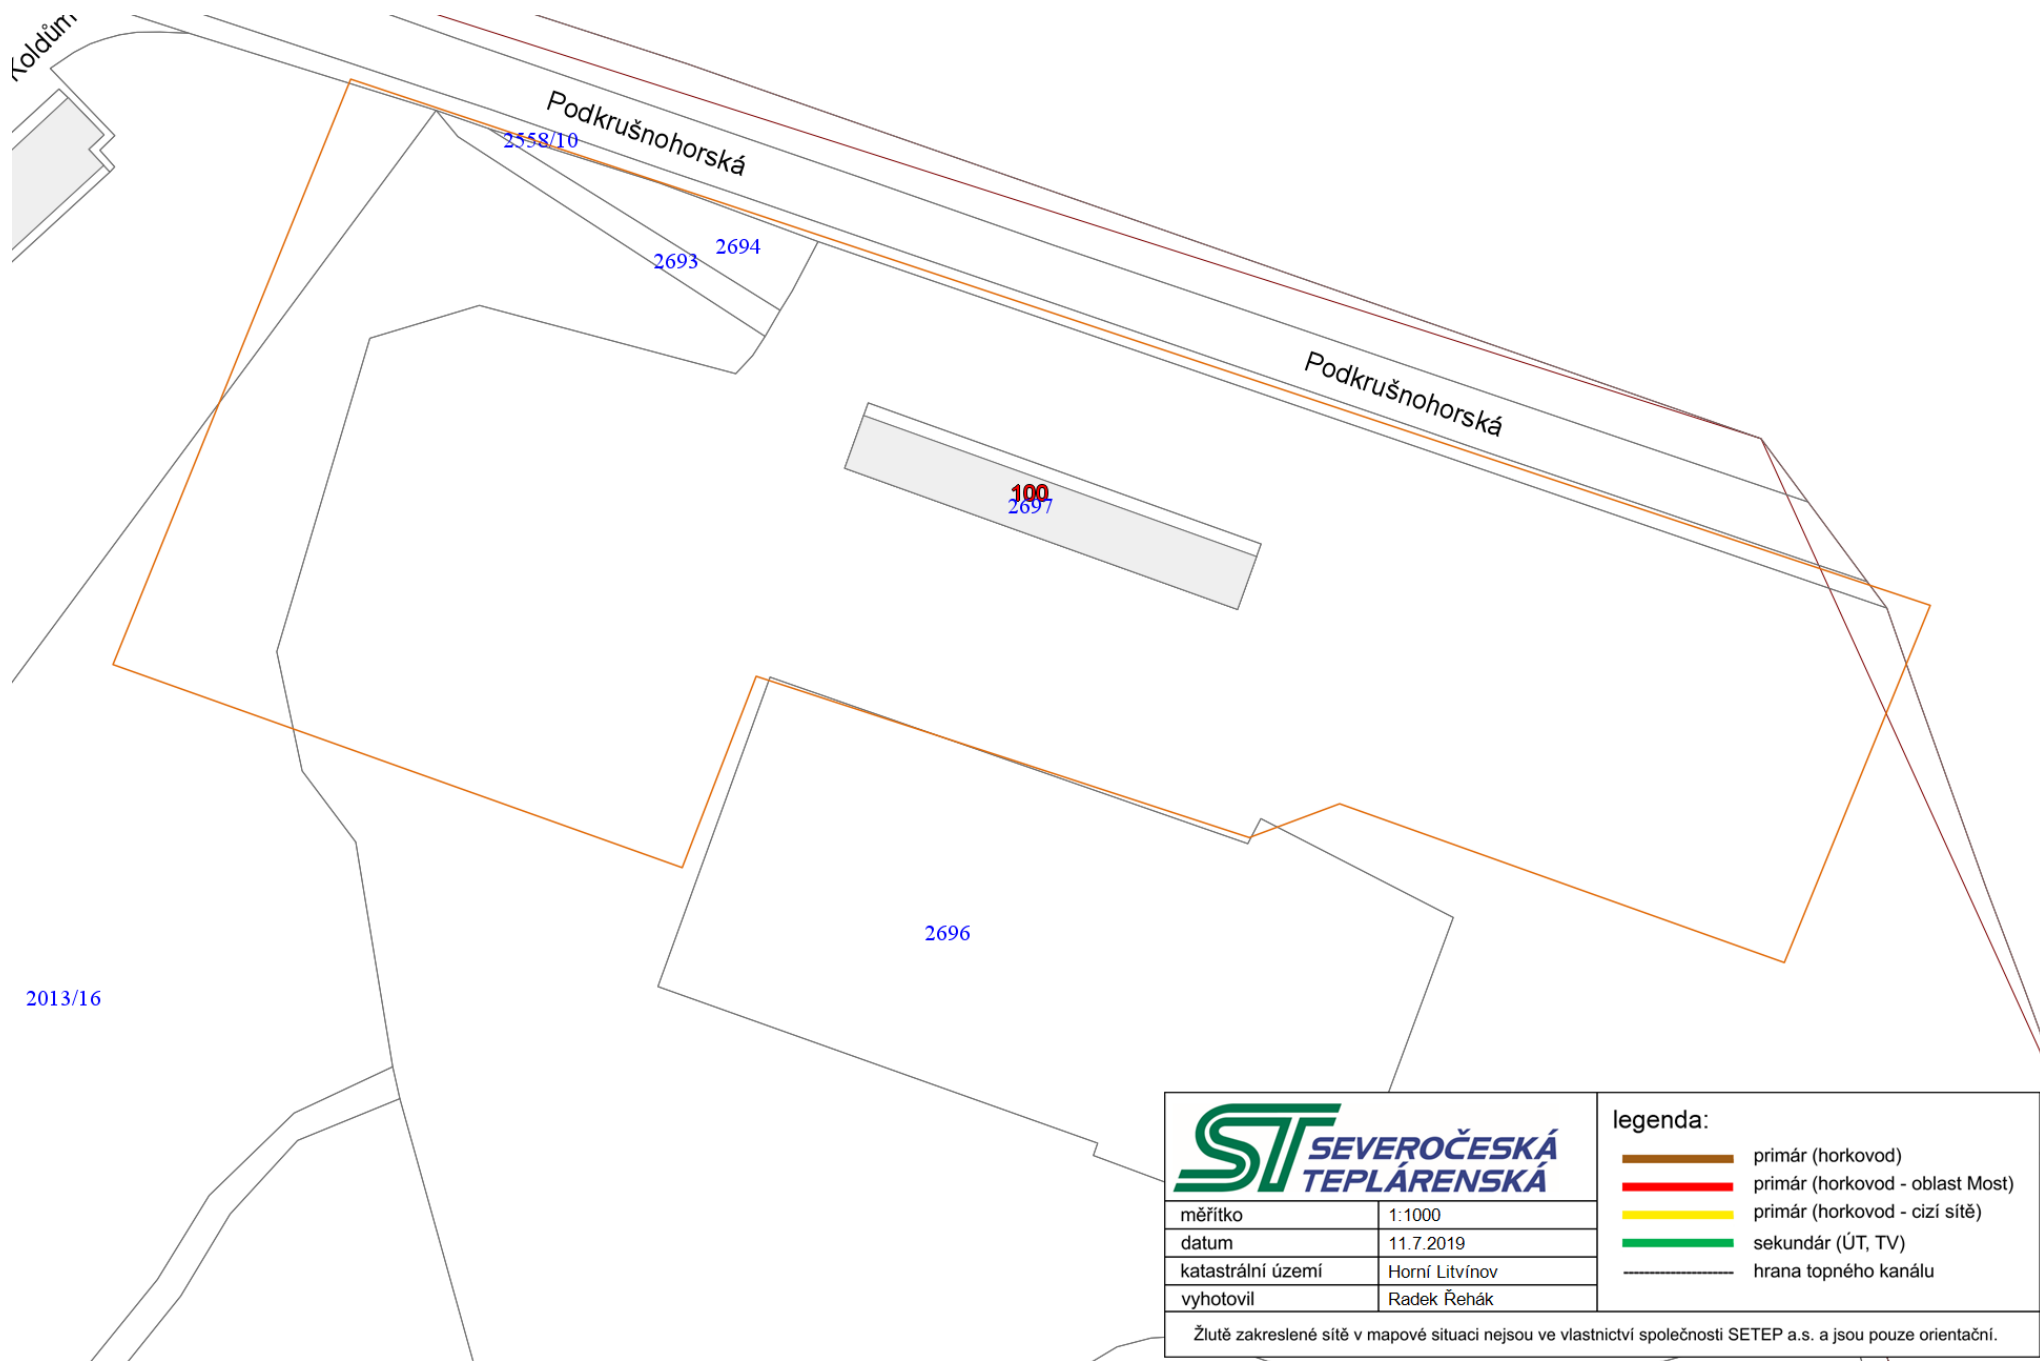 Koldům
Podkrušnohorská
2558/10
2694
2693
Podkrušnohorská
100
2697
2696
2013/16
ST SEVEROČESKÁ
TEPLÁRENSKÁ
měřítko 1:1000
datum 11.7.2019
katastrální území Horní Litvínov
vyhotovil Radek Řehák
legenda:
primár (horkovod)
primár (horkovod - oblast Most)
primár (horkovod - cizí sítě)
sekundár (ÚT, TV)
hrana topného kanálu
Žlutě zakreslené sítě v mapové situaci nejsou ve vlastnictví společnosti SETEP a.s. a jsou pouze orientační.